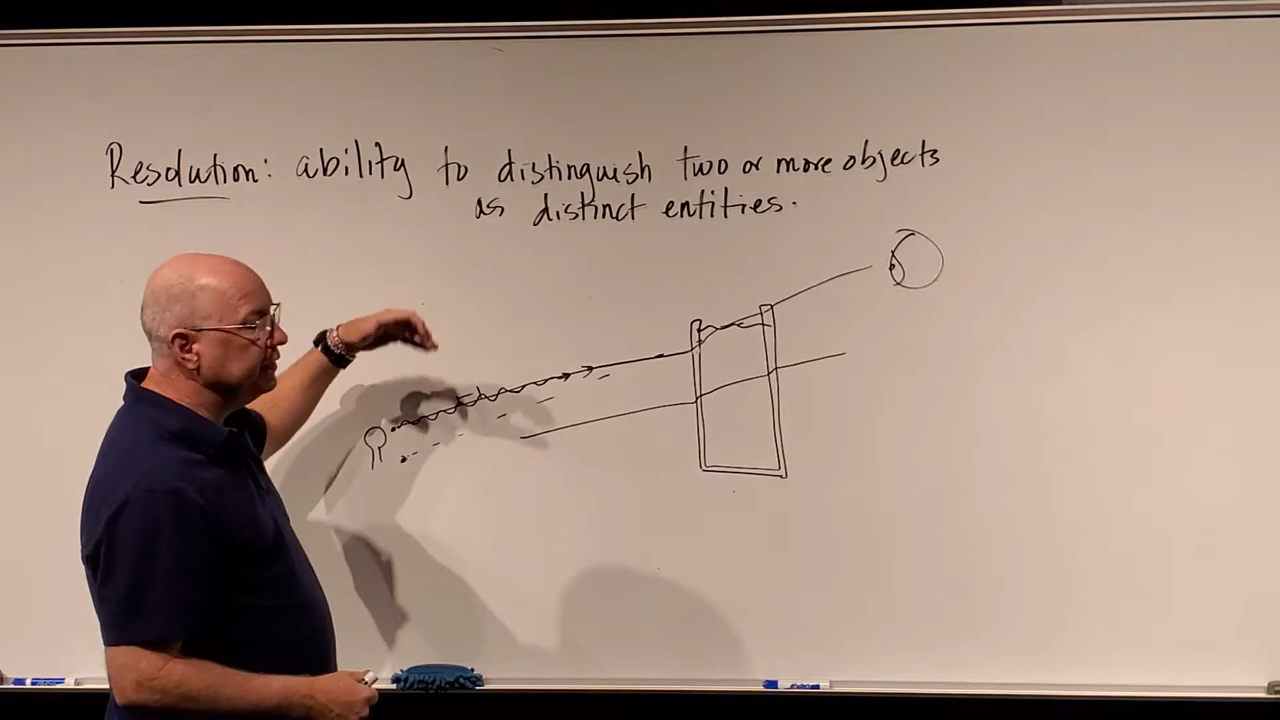 Resolution: ability to distinguish two or more objects
as distinct entities.